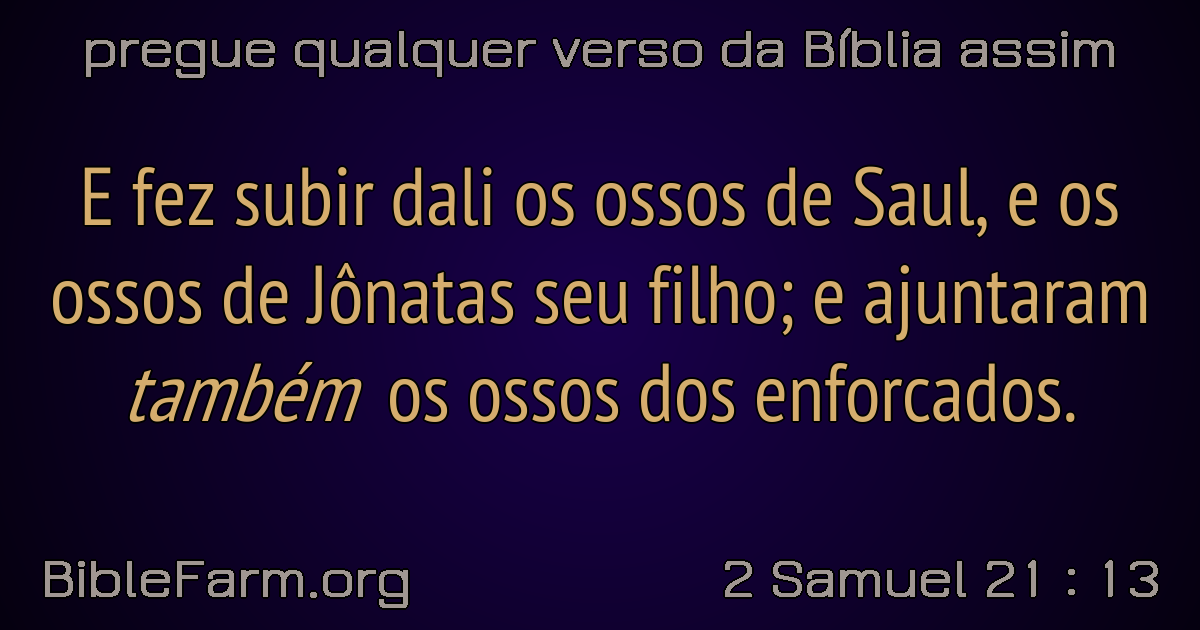 pregue qualquer verso da Bíblia assim
E fez subir dali os ossos de Saul, e os
ossos de Jônatas seu filho; e ajuntaram
também os ossos dos enforcados.
BibleFarm.org
2 Samuel 21 : 13